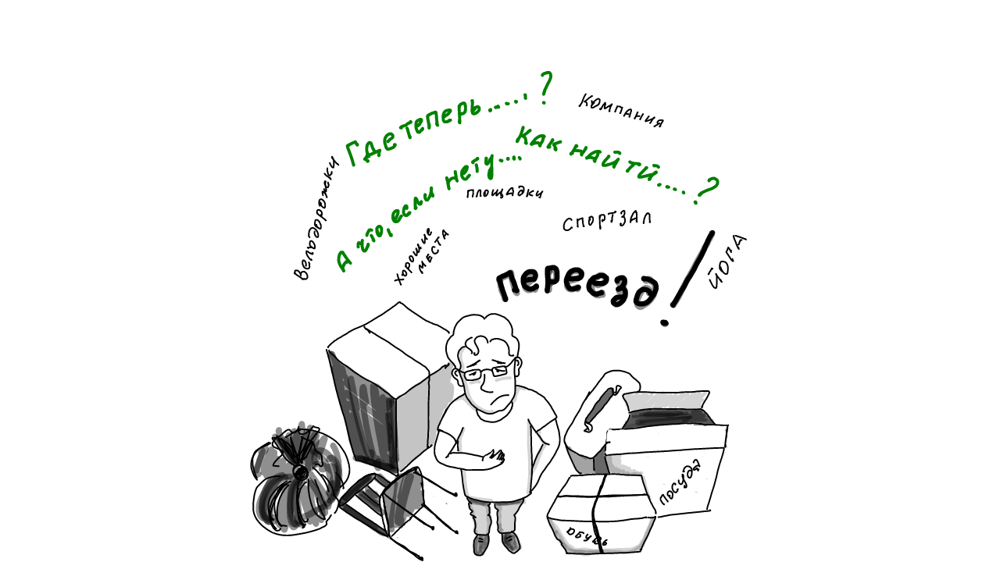 Где теперь.....?
Компания
Как найти....?
Велодорожки
А что, если нету....
площадки
Спортзал
Хорошие
места
Йога
Переезд!
посуда
обувь